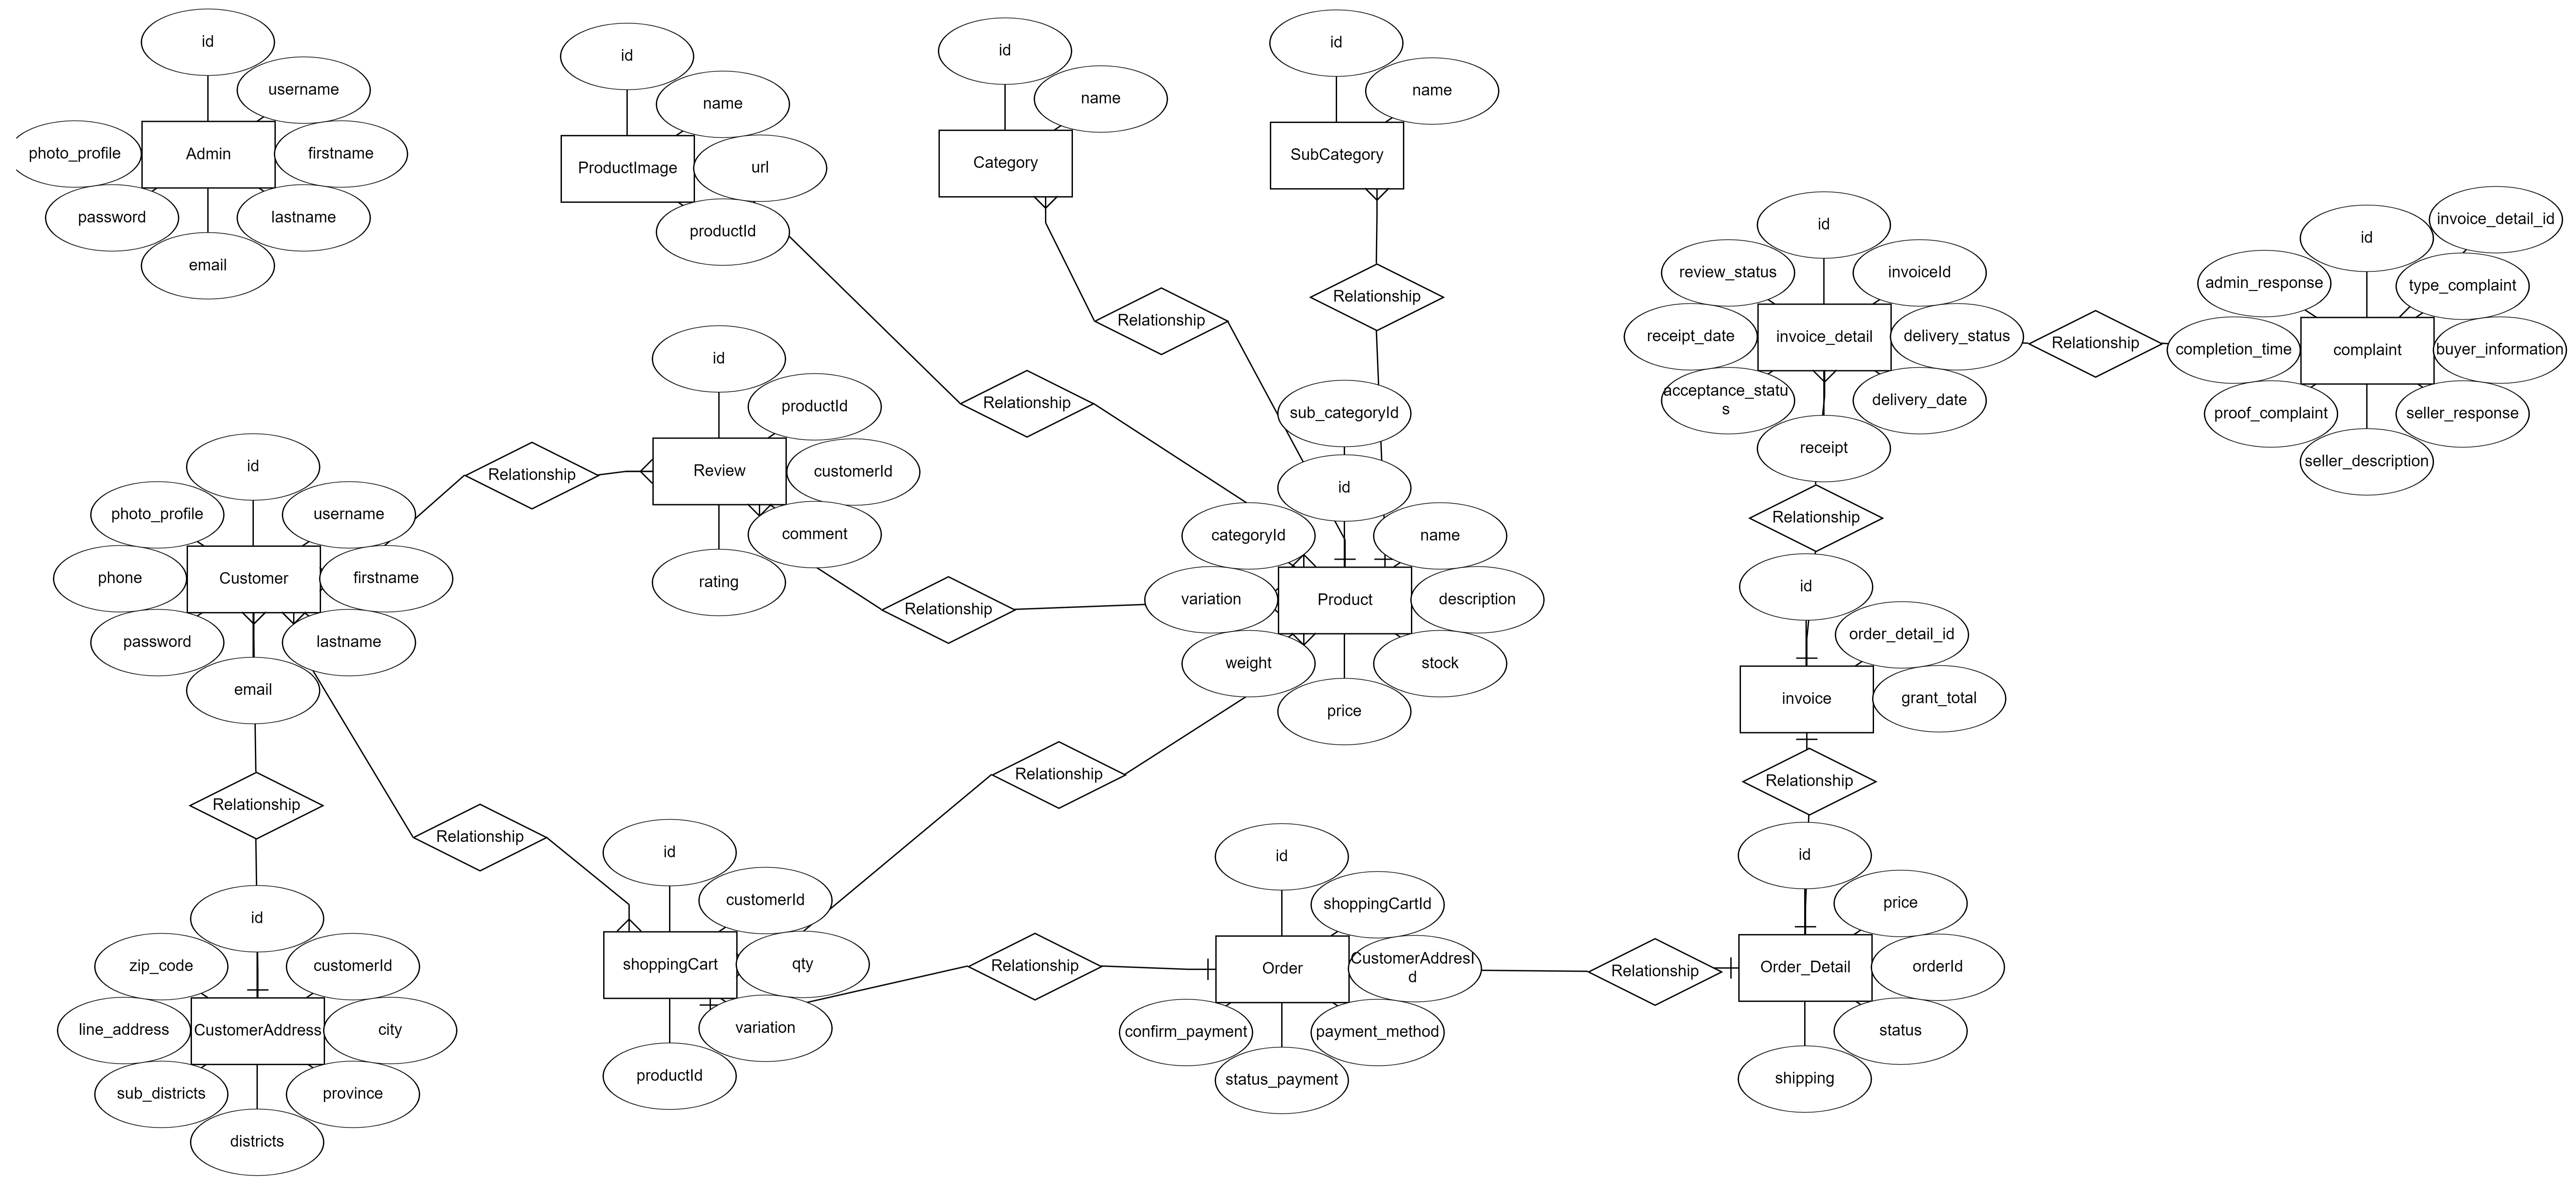 id
username
photo_profile
Admin
firstname
password
lastname
email
id
name
ProductImage
url
productId
id
name
Category
id
name
SubCategory
Relationship
Relationship
Relationship
id
productId
Review
customerId
comment
rating
Relationship
Relationship
id
photo_profile
username
phone
Customer
firstname
password
lastname
email
sub_categoryId
id
categoryId
name
variation
Product
description
weight
stock
price
id
review_status
invoiceId
receipt_date
invoice_detail
delivery_status
acceptance_statu
s
delivery_date
receipt
Relationship
id
invoice_detail_id
admin_response
type_complaint
completion_time
complaint
buyer_information
proof_complaint
seller_response
seller_description
Relationship
id
order_detail_id
invoice
grant_total
Relationship
Relationship
Relationship
Relationship
id
zip_code
customerId
line_address
CustomerAddress
city
sub_districts
province
districts
id
customerId
shoppingCart
qty
variation
productId
Relationship
id
shoppingCartId
Order
CustomerAddresI
d
confirm_payment
payment_method
status_payment
Relationship
id
price
Order_Detail
orderId
status
shipping